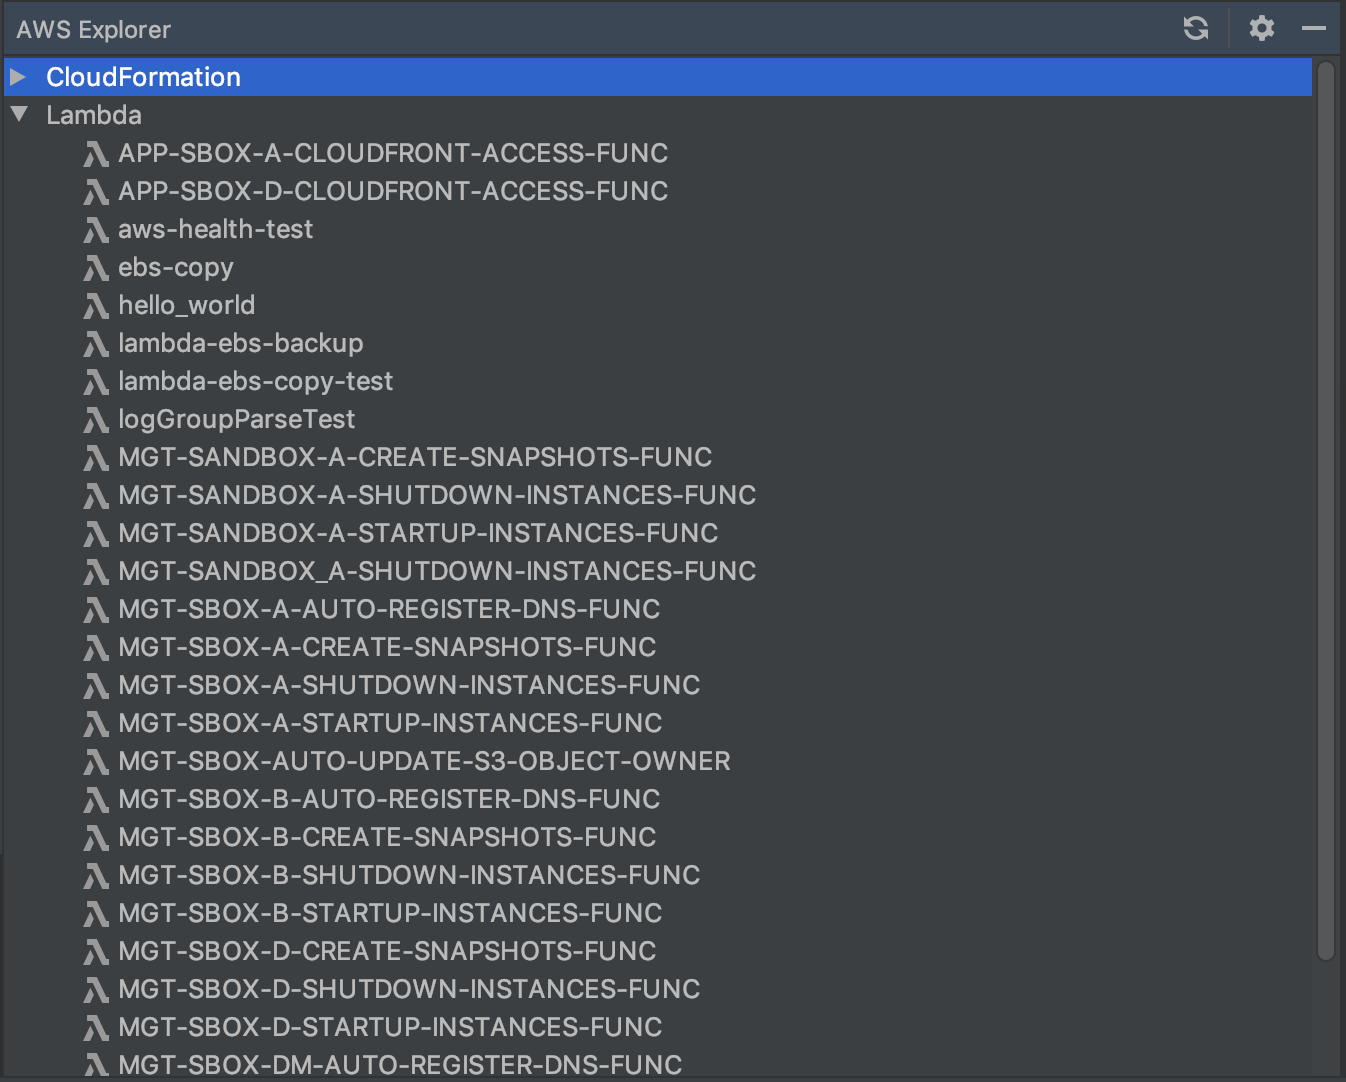 AWS Explorer
CloudFormation
Lambda
APP-SBOX-A-CLOUDFRONT-ACCESS-FUNC
APP-SBOX-D-CLOUDFRONT-ACCESS-FUNC
aws-health-test
ebs-copy
hello_world
lambda-ebs-backup
lambda-ebs-copy-test
logGroupParseTest
MGT-SANDBOX-A-CREATE-SNAPSHOTS-FUNC
MGT-SANDBOX-A-SHUTDOWN-INSTANCES-FUNC
MGT-SANDBOX-A-STARTUP-INSTANCES-FUNC
MGT-SANDBOX_A-SHUTDOWN-INSTANCES-FUNC
MGT-SBOX-A-AUTO-REGISTER-DNS-FUNC
MGT-SBOX-A-CREATE-SNAPSHOTS-FUNC
MGT-SBOX-A-SHUTDOWN-INSTANCES-FUNC
MGT-SBOX-A-STARTUP-INSTANCES-FUNC
MGT-SBOX-AUTO-UPDATE-S3-OBJECT-OWNER
MGT-SBOX-B-AUTO-REGISTER-DNS-FUNC
MGT-SBOX-B-CREATE-SNAPSHOTS-FUNC
MGT-SBOX-B-SHUTDOWN-INSTANCES-FUNC
MGT-SBOX-B-STARTUP-INSTANCES-FUNC
MGT-SBOX-D-CREATE-SNAPSHOTS-FUNC
MGT-SBOX-D-SHUTDOWN-INSTANCES-FUNC
MGT-SBOX-D-STARTUP-INSTANCES-FUNC
MGT-SBOX-DM-AUTO-REGISTER-DNS-FUNC